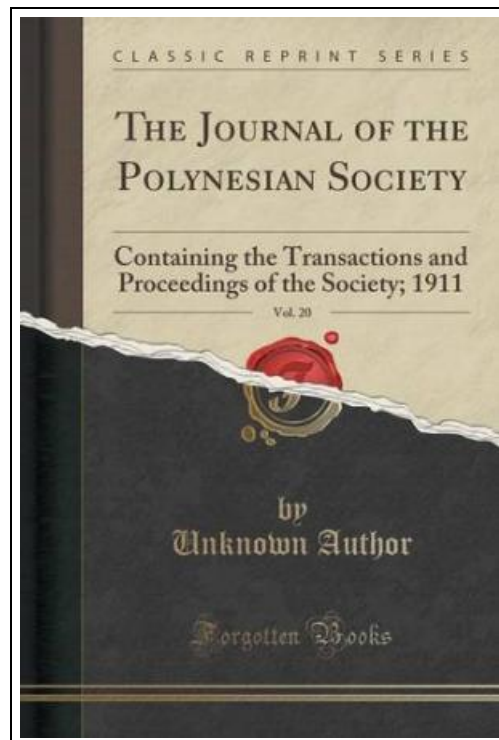 CLASSIC REPRINT SERIES
THE JOURNAL OF THE
POLYNESIAN SOCIETY
Containing the Transactions and
Proceedings of the Society; 1911
Vol. 20
by
Unknown Author
Forgotten Books